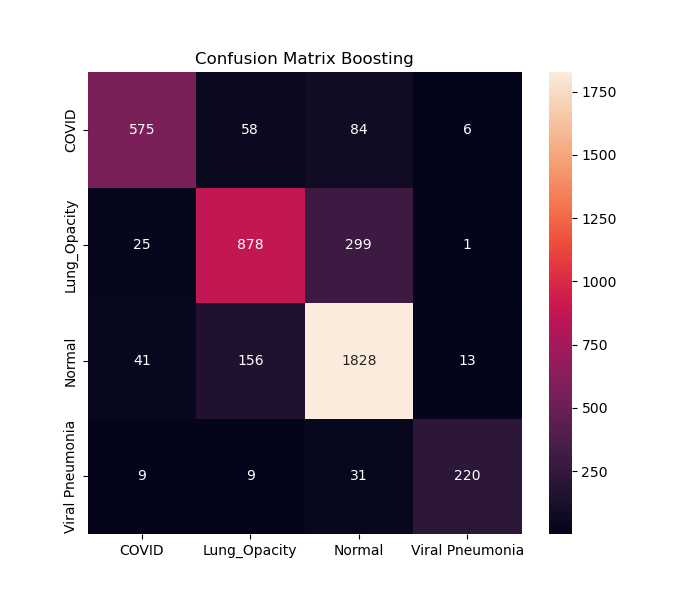 Confusion Matrix Boosting
COVID
575 58 84 6
Lung_Opacity
25 878 299 1
Normal
41 156 1828 13
Viral Pneumonia
9 9 31 220
COVID Lung_Opacity Normal Viral Pneumonia
1750
1500
1250
1000
750
500
250